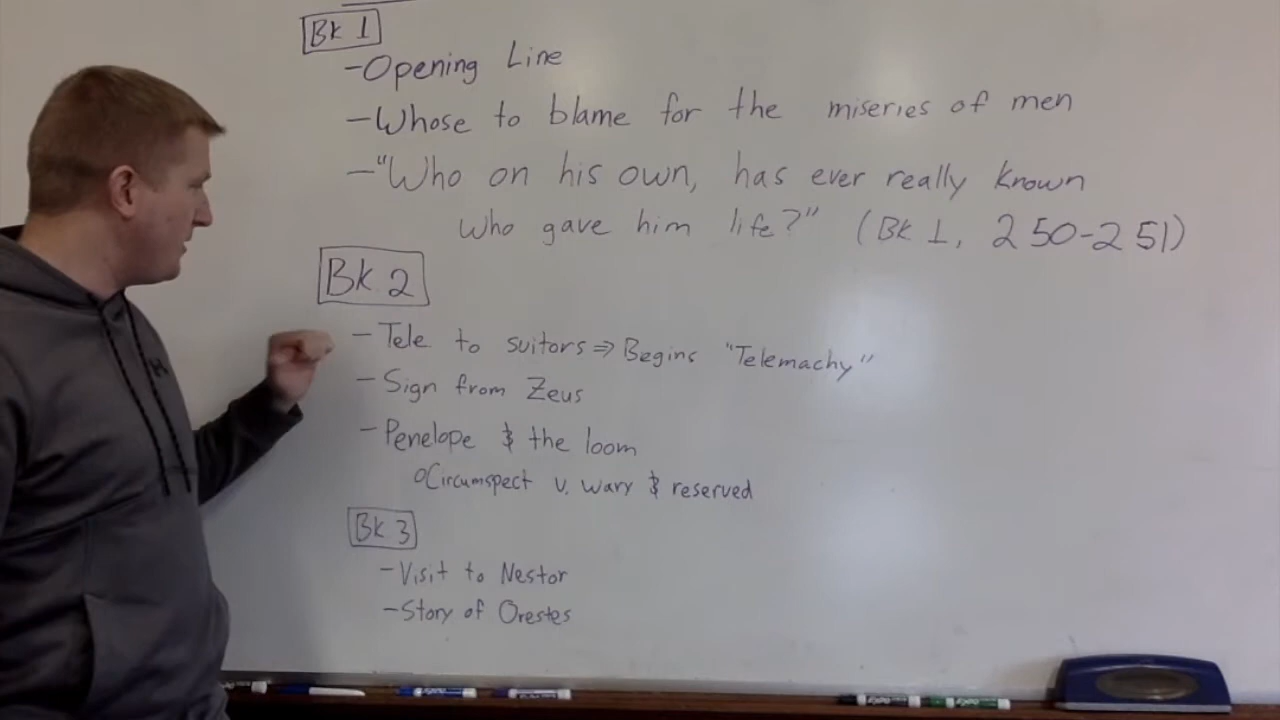 Bk 1
-Opening Line
-Whose to blame for the miseries of men
-"Who on his own, has ever really known
who gave him life?" (Bk 1, 250-251)
Bk 2
-Tele to suitors⇒Begins "Telemachy"
-Sign from Zeus
-Penelope & the loom
oCircumspect v. wary & reserved
Bk 3
-Visit to Nestor
-Story of Orestes